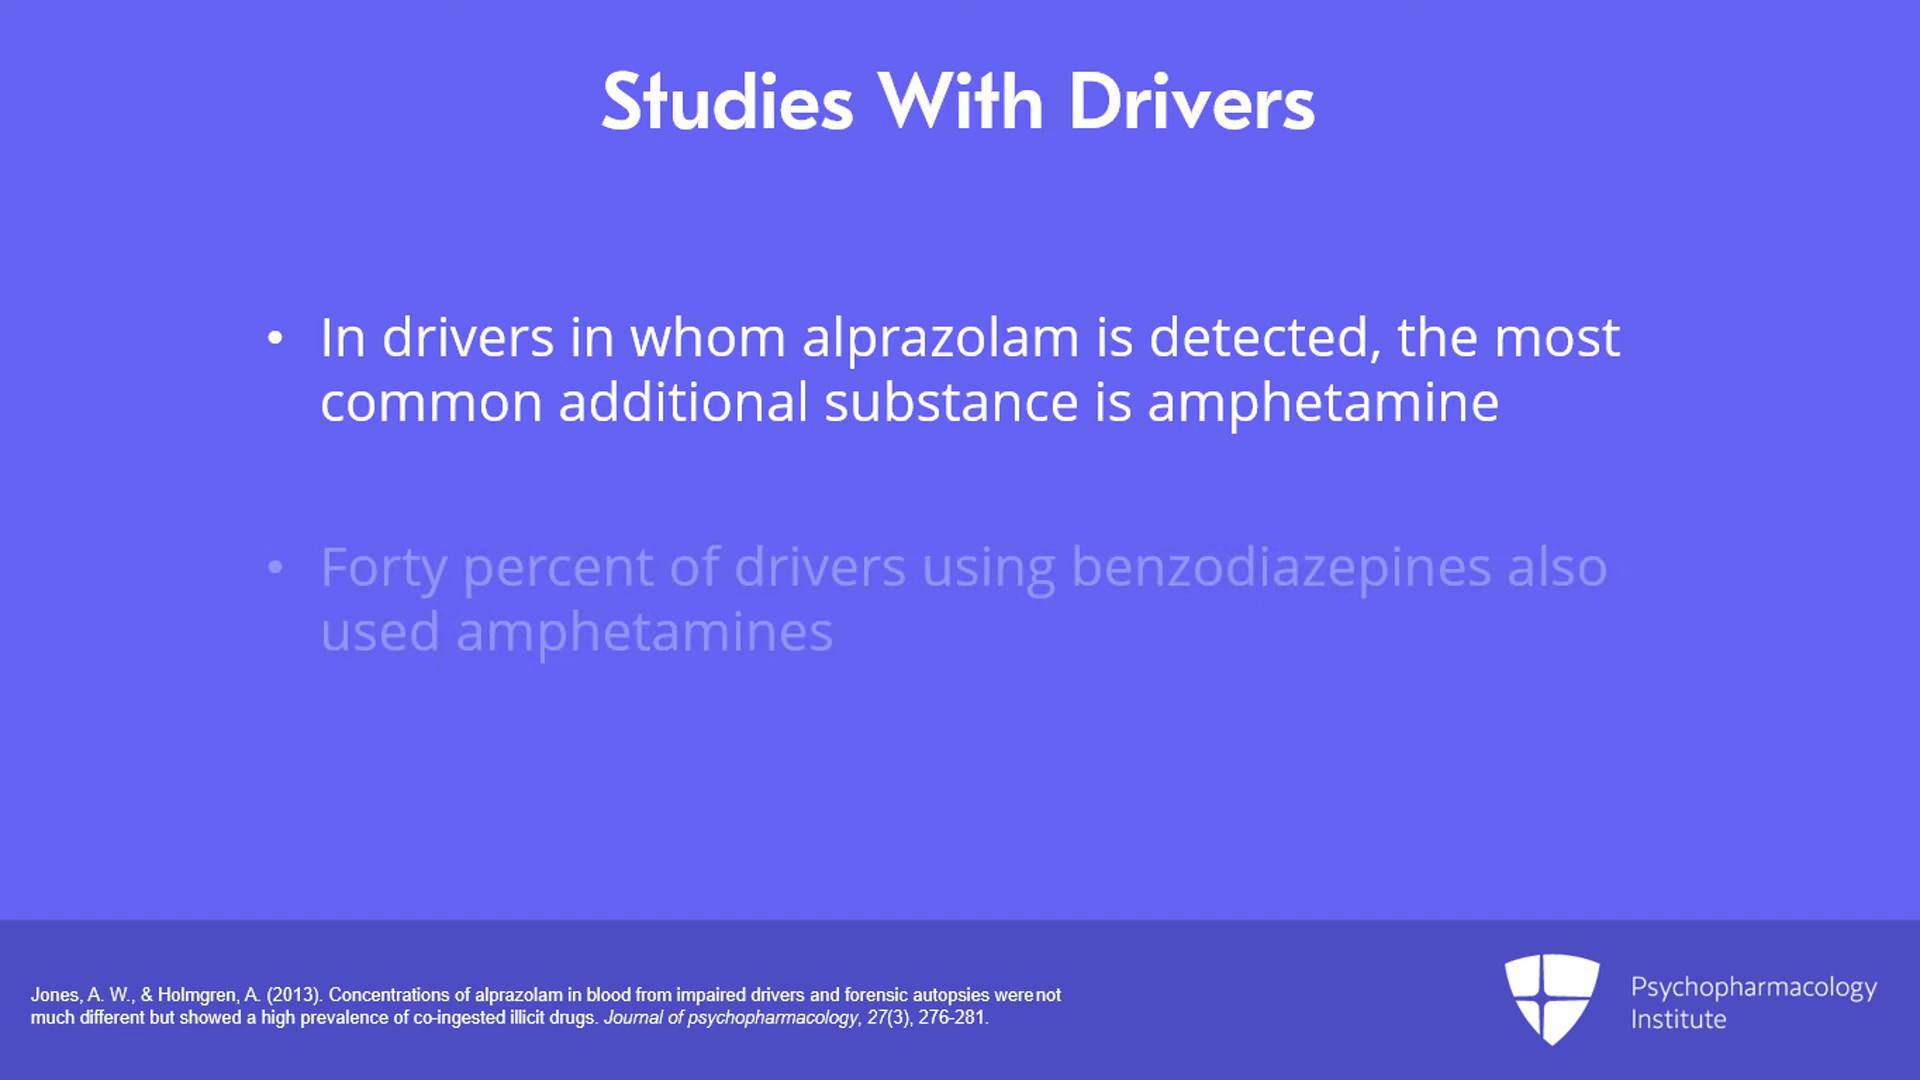 Studies With Drivers
• In drivers in whom alprazolam is detected, the most
common additional substance is amphetamine
• Forty percent of drivers using benzodiazepines also
used amphetamines
Jones, A. W., & Holmgren, A. (2013). Concentrations of alprazolam in blood from impaired drivers and forensic autopsies were not
much different but showed a high prevalence of co-ingested illicit drugs. Journal of psychopharmacology, 27(3), 276-281.
Psychopharmacology
Institute